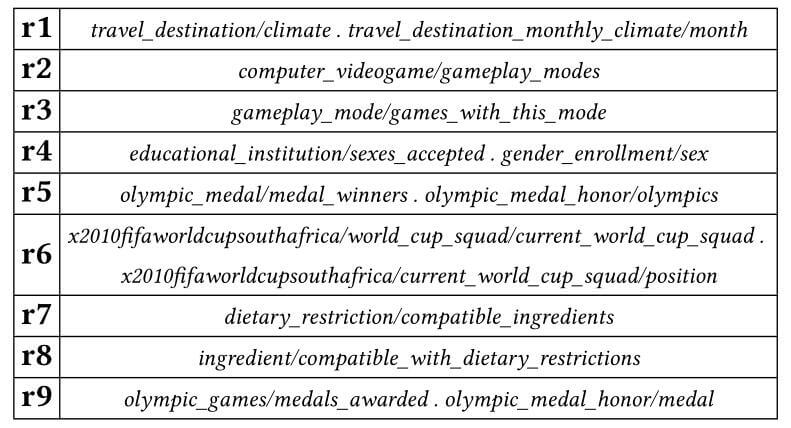 r1 travel_destination/climate . travel_destination_monthly_climate/month
r2 computer_videogame/gameplay_modes
r3 gameplay_mode/games_with_this_mode
r4 educational_institution/sexes_accepted . gender_enrollment/sex
r5 olympic_medal/medal_winners . olympic_medal_honor/olympics
r6 x2010fifaworldcupsouthafrica/world_cup_squad/current_world_cup_squad .
x2010fifaworldcupsouthafrica/current_world_cup_squad/position
r7 dietary_restriction/compatible_ingredients
r8 ingredient/compatible_with_dietary_restrictions
r9 olympic_games/medals_awarded . olympic_medal_honor/medal